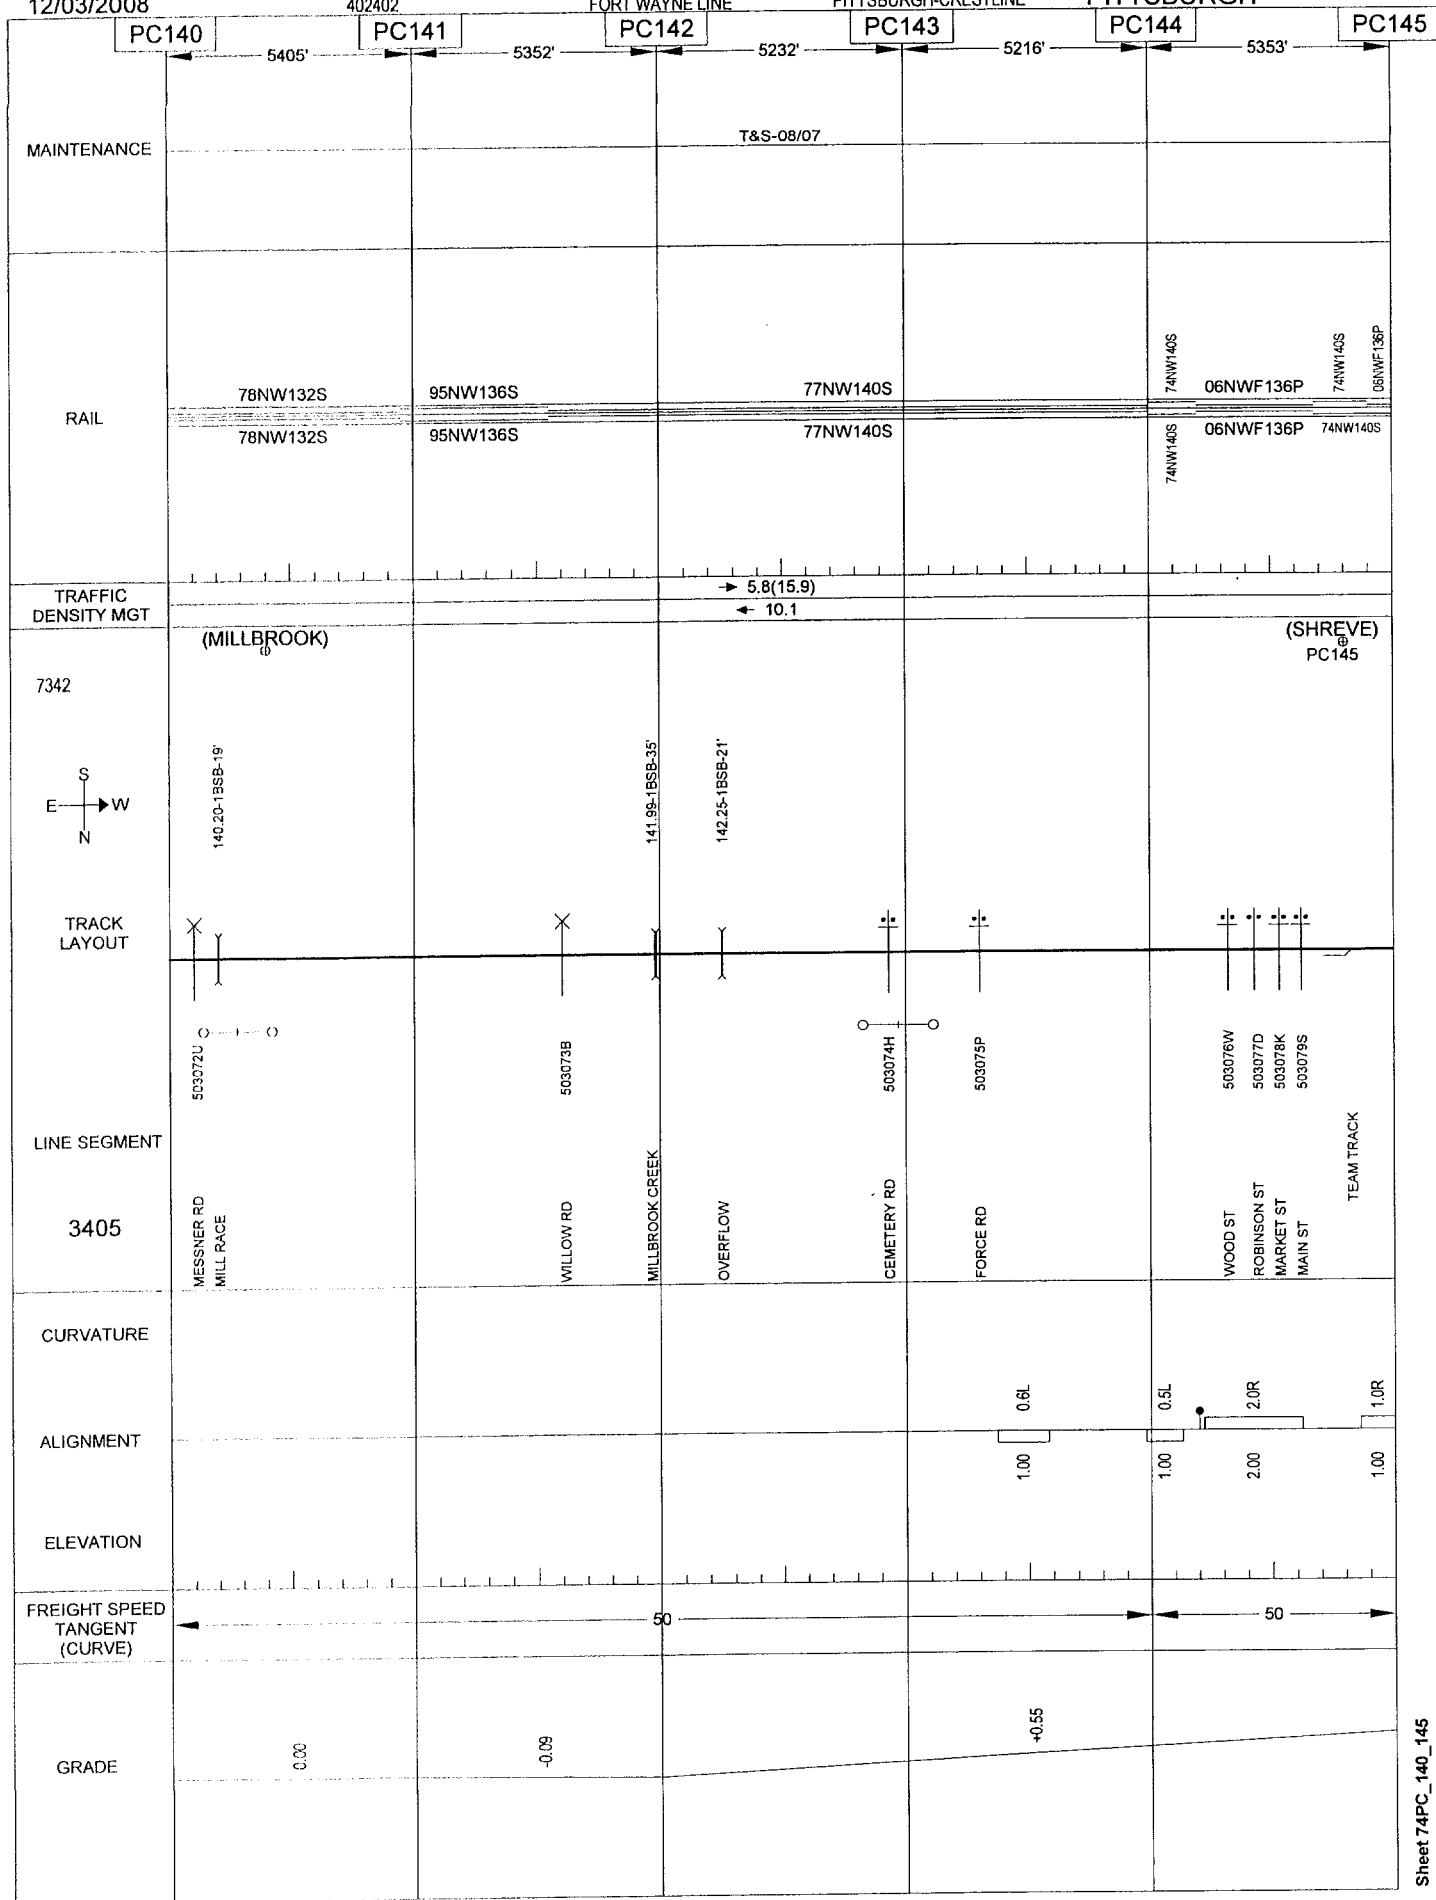 12/03/2008 402402 FORT WAYNE LINE PITTSBURGH-CRESTLINE PITTSBURGH
PC140 PC141 PC142 PC143 PC144 PC145
5405' 5352' 5232' 5216' 5353'
MAINTENANCE
T&S-08/07
RAIL
78NW132S 95NW136S 77NW140S 74NW140S 06NWF136P 74NW140S 06NWF136P
78NW132S 95NW136S 77NW140S 74NW140S 06NWF136P 74NW140S
TRAFFIC
DENSITY MGT
5.8(15.9)
10.1
(MILLBROOK)
(SHREVE)
PC145
7342
S
E W
N
140.20-1BSB-19'
141.99-1BSB-35'
142.25-1BSB-21'
TRACK
LAYOUT
503072U
503073B
503074H
503075P
503076W
503077D
503078K
503079S
LINE SEGMENT
3405
MESSNER RD
MILL RACE
WILLOW RD
MILLBROOK CREEK
OVERFLOW
CEMETERY RD
FORCE RD
WOOD ST
ROBINSON ST
MARKET ST
MAIN ST
TEAM TRACK
CURVATURE
0.6L 0.5L 2.0R 1.0R
ALIGNMENT
1.00 1.00 2.00 1.00
ELEVATION
FREIGHT SPEED
TANGENT
(CURVE)
50 50
GRADE
0.00 -0.09 +0.55
Sheet 74PC_140_145